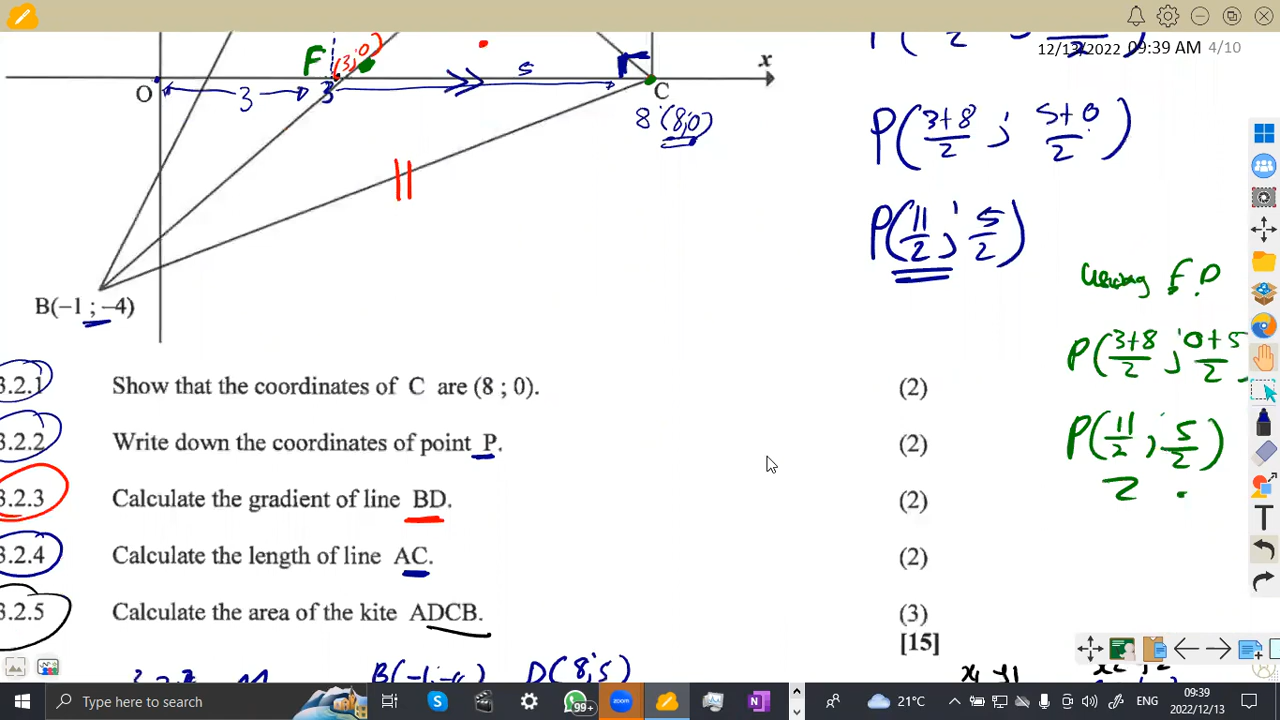 12/13/2022 09:39 AM 4/10
F (3;0)
x
5
O
3
3
C
8 (8;0)
P(3+8/2 ; 5+0/2)
P(11/2 ; 5/2)
using F D
P(3+8/2 ; 0+5/2)
P(11/2 ; 5/2)
B(−1 ; −4)
3.2.1 Show that the coordinates of C are (8 ; 0). (2)
3.2.2 Write down the coordinates of point P. (2)
3.2.3 Calculate the gradient of line BD. (2)
3.2.4 Calculate the length of line AC. (2)
3.2.5 Calculate the area of the kite ADCB. (3)
[15]
B(-1;-4) D(8;5)
T
Type here to search
99+
zoom
N
21°C
ENG
09:39
2022/12/13